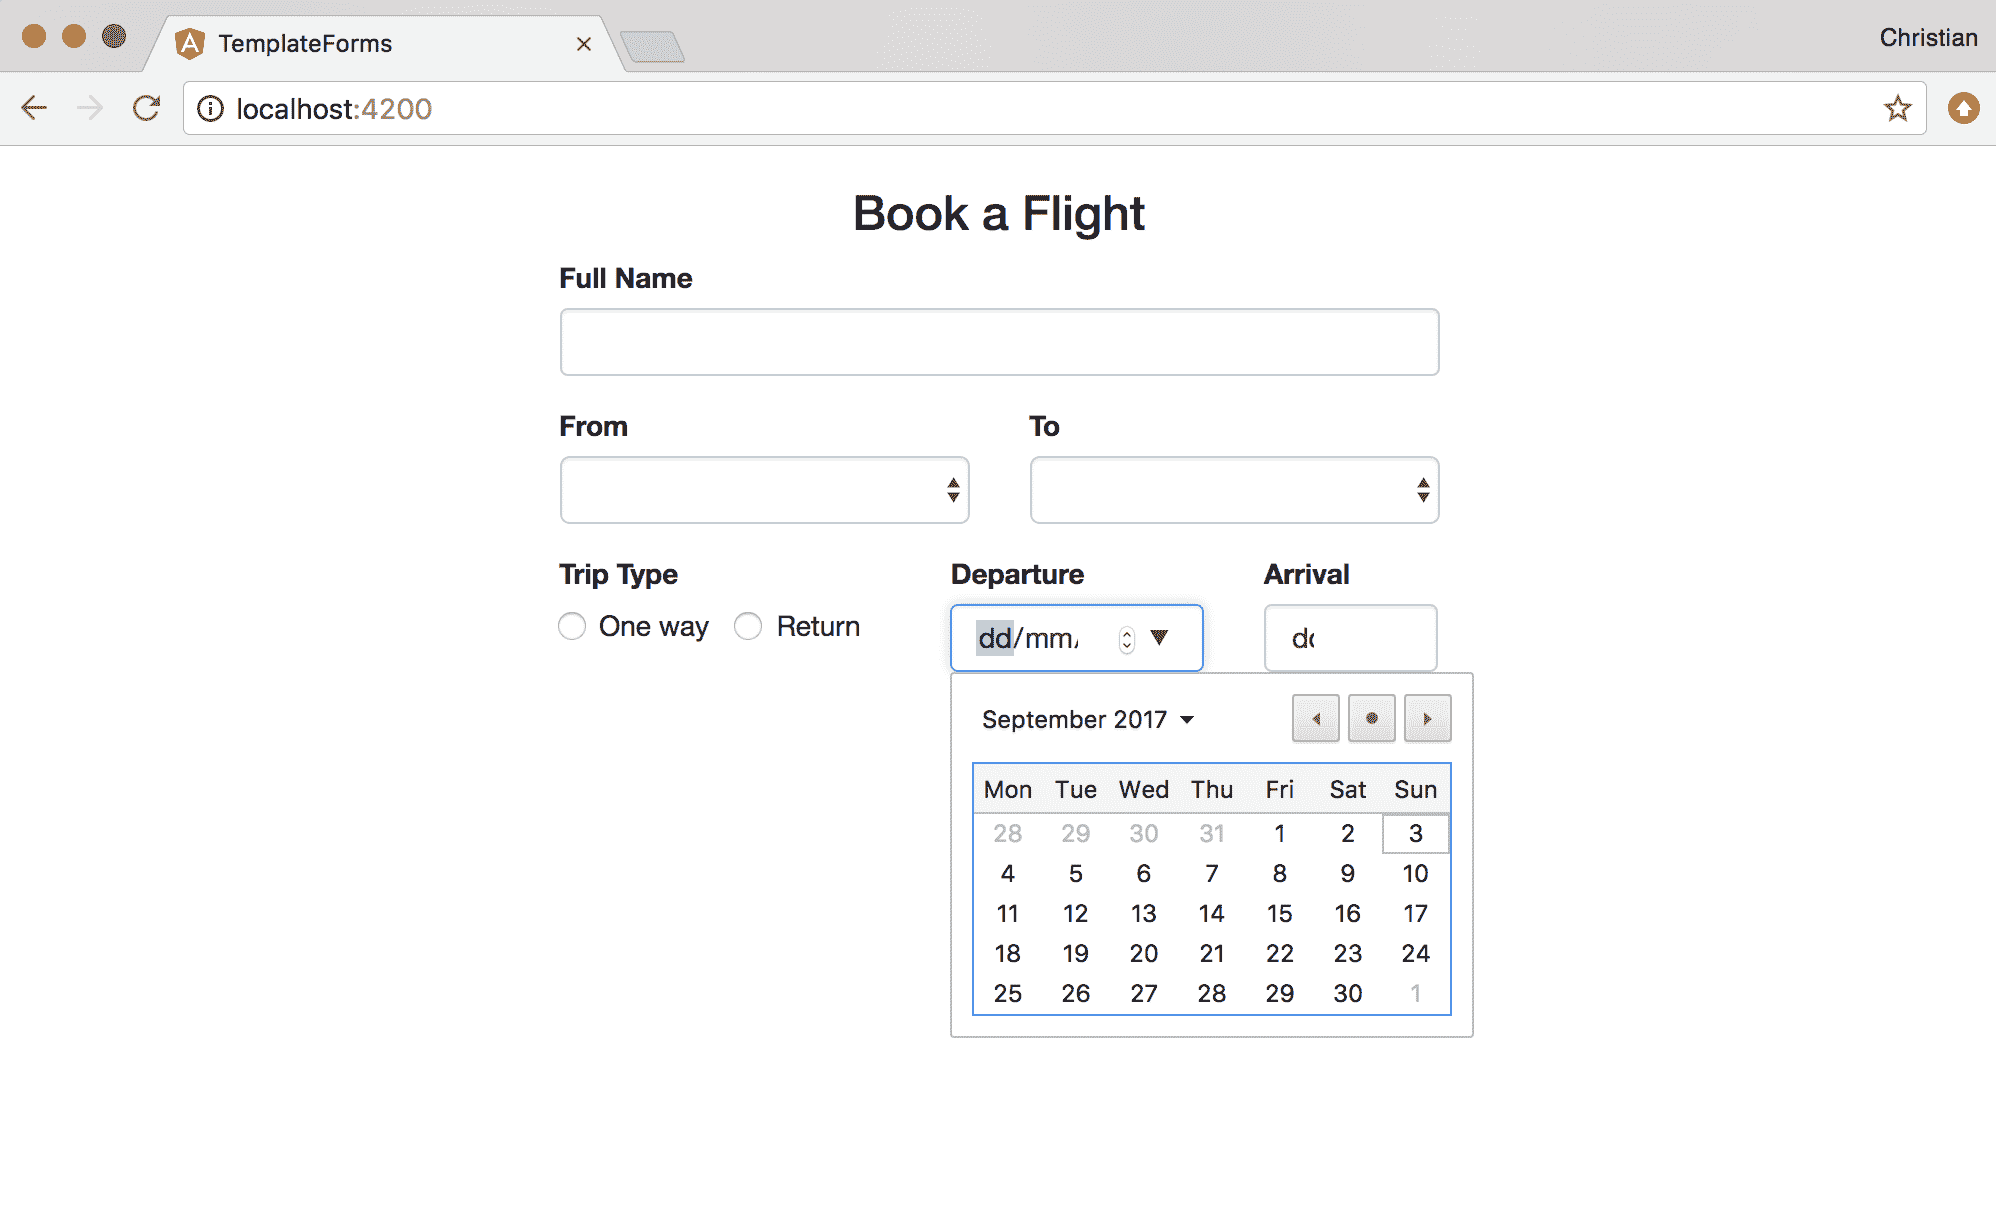 TemplateForms
Christian
localhost:4200
Book a Flight
Full Name
From To
Trip Type Departure Arrival
One way Return dd/mm/
September 2017
Mon Tue Wed Thu Fri Sat Sun
28 29 30 31 1 2 3
4 5 6 7 8 9 10
11 12 13 14 15 16 17
18 19 20 21 22 23 24
25 26 27 28 29 30 1